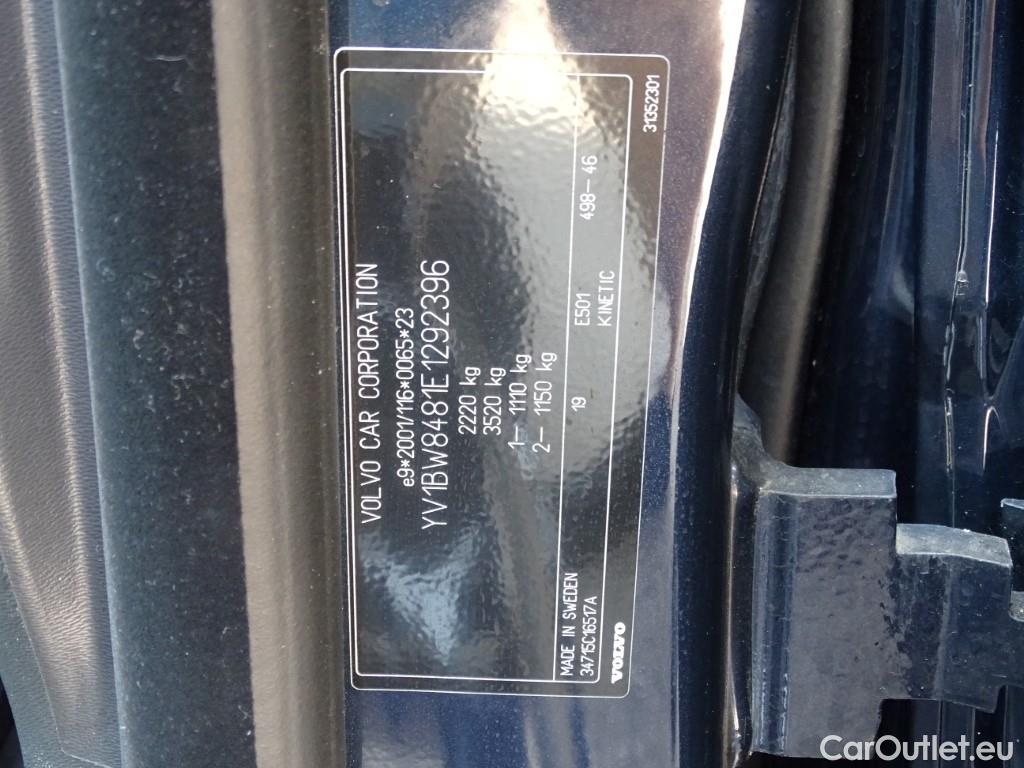 VOLVO CAR CORPORATION
e9*2001/116*0065*23
YV1BW8481E1292396
2220 kg
3520 kg
1– 1110 kg
2– 1150 kg
19 498–46
MADE IN SWEDEN E501
34715C16517A KINETIC
VOLVO
31352301
CarOutlet.eu